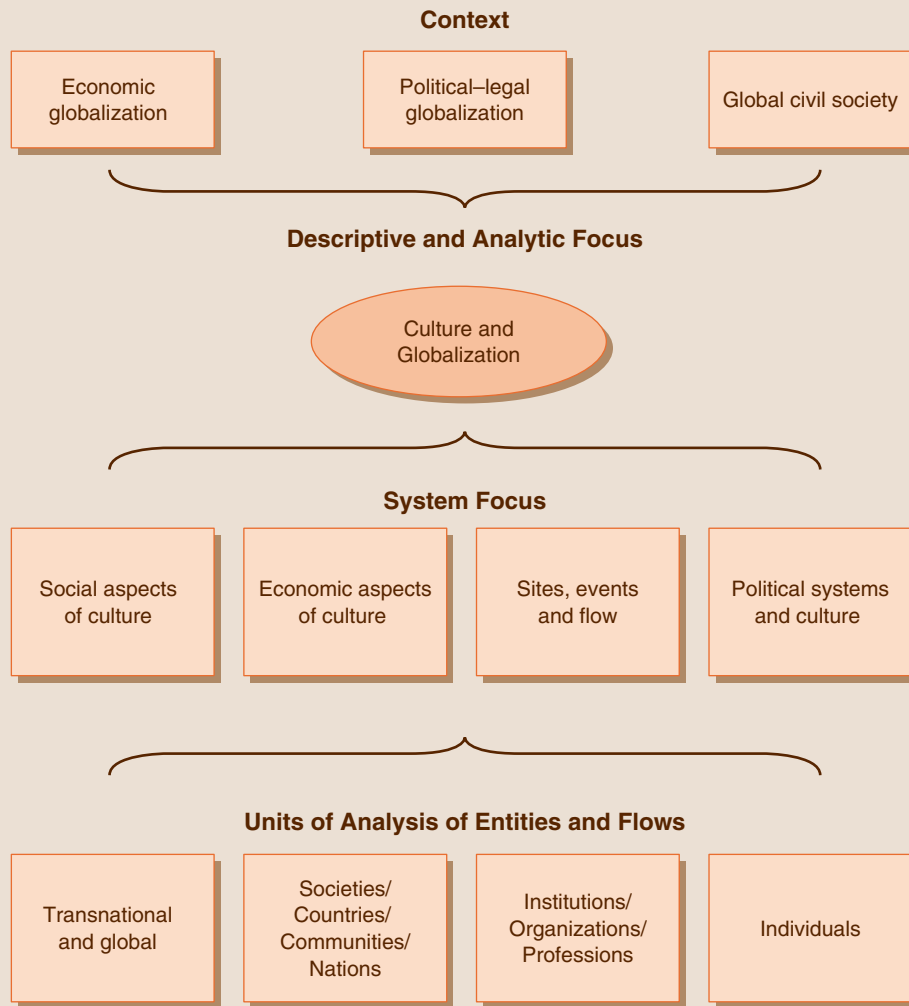 Context
Economic
globalization
Political–legal
globalization
Global civil society
Descriptive and Analytic Focus
Culture and
Globalization
System Focus
Social aspects
of culture
Economic aspects
of culture
Sites, events
and flow
Political systems
and culture
Units of Analysis of Entities and Flows
Transnational
and global
Societies/
Countries/
Communities/
Nations
Institutions/
Organizations/
Professions
Individuals